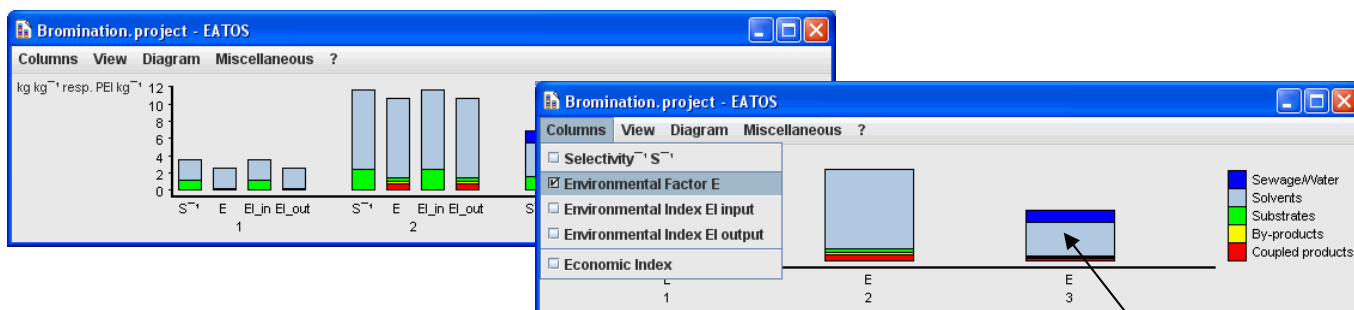 Bromination.project - EATOS
Columns View Diagram Miscellaneous ?
kg kg⁻¹ resp. PEI kg⁻¹
12
10
8
6
4
2
0
S⁻¹ E EI_in EI_out S⁻¹ E EI_in EI_out S
1 2
Bromination.project - EATOS
Columns View Diagram Miscellaneous ?
Selectivity⁻¹ S⁻¹
Environmental Factor E
Environmental Index EI input
Environmental Index EI output
Economic Index
Sewage/Water
Solvents
Substrates
By-products
Coupled products
E E E
1 2 3